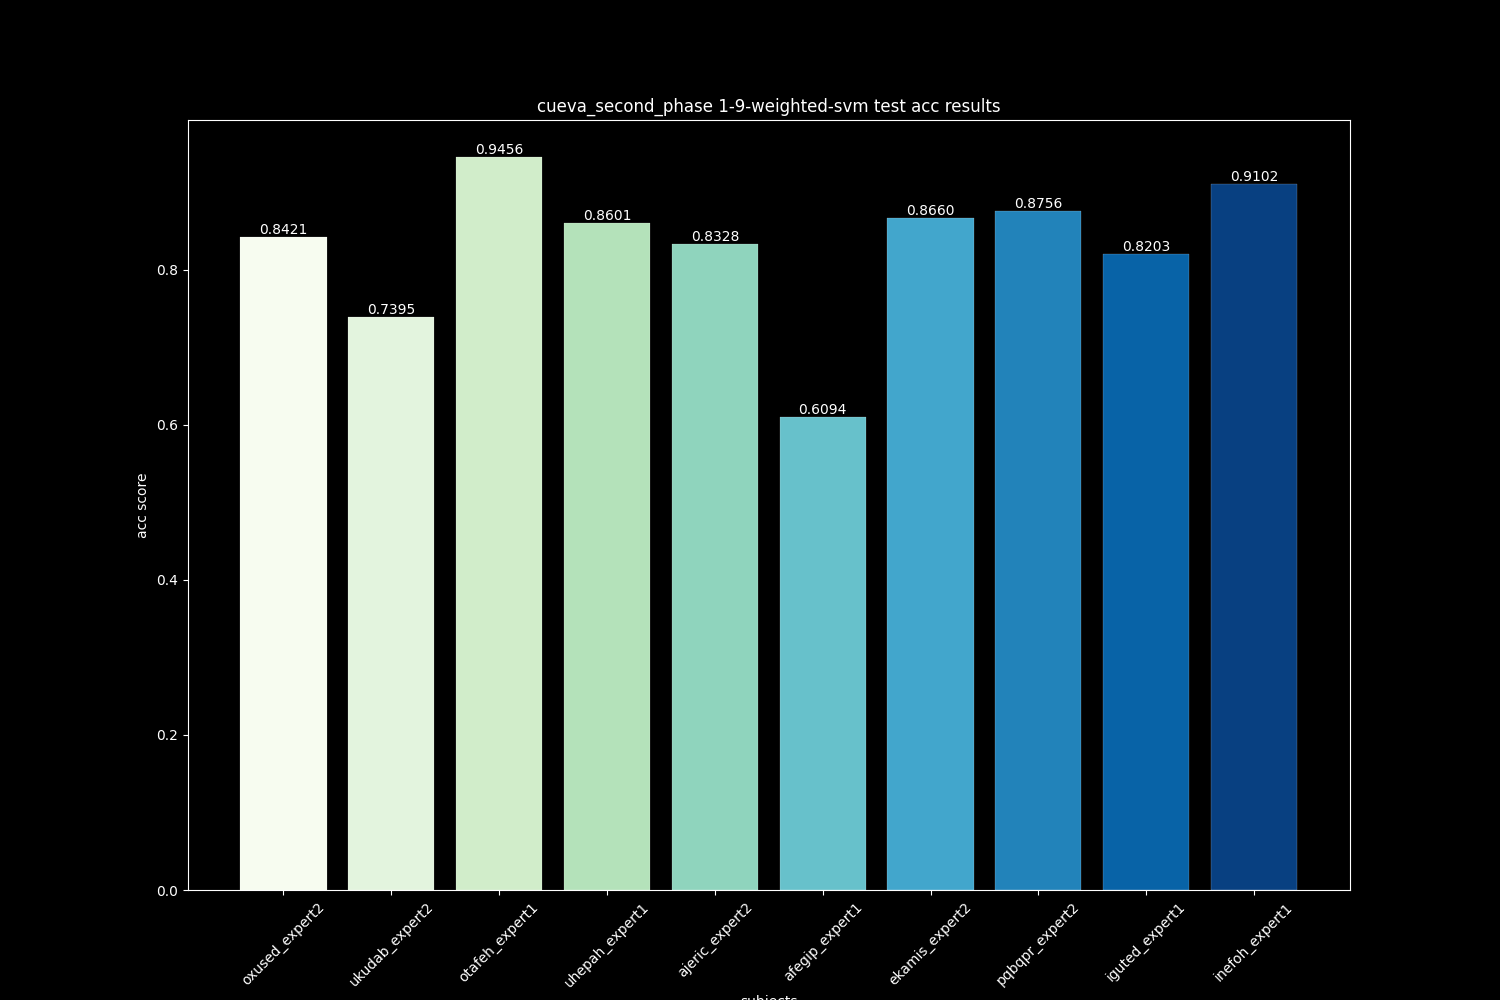 cueva_second_phase 1-9-weighted-svm test acc results
0.9456
0.9102
0.8756
0.8660
0.8601
0.8421
0.8328
0.8203
0.7395
0.6094
0.8
0.6
0.4
0.2
0.0
acc score
oxused_expert2
ukudab_expert2
otafeh_expert1
uhepah_expert1
ajeric_expert2
afegip_expert1
ekamis_expert2
pqbqpr_expert2
iguted_expert1
inefoh_expert1
subjects